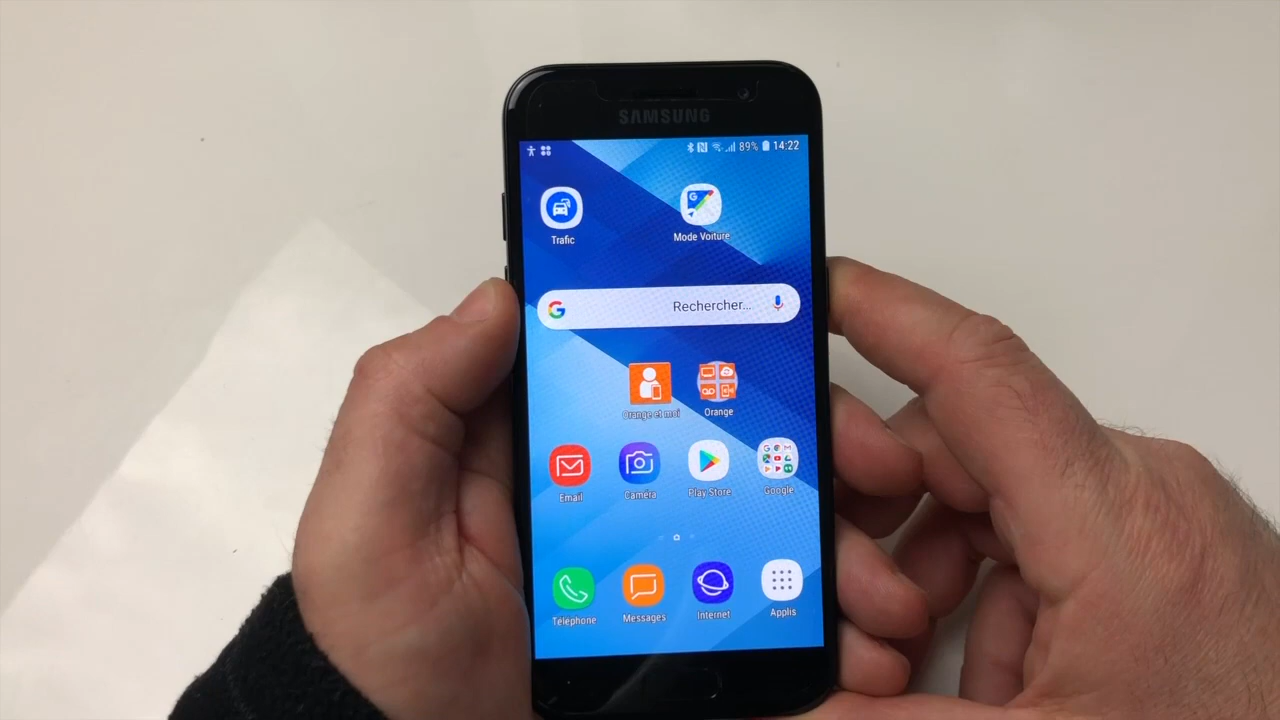 SAMSUNG
89% 14:22
Trafic
Mode Voiture
Rechercher...
Orange et moi
Orange
Email
Caméra
Play Store
Google
Téléphone
Messages
Internet
Applis